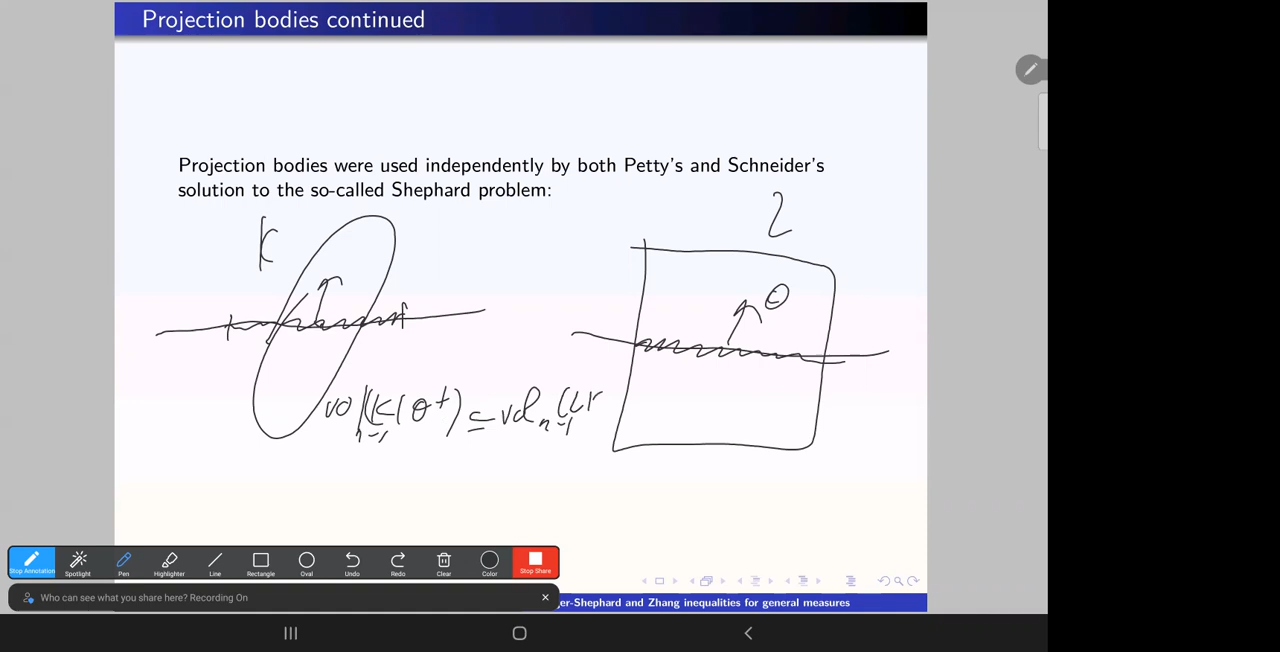 Projection bodies continued
Projection bodies were used independently by both Petty's and Schneider's
solution to the so-called Shephard problem:
K
L
θ
vol n-1 (K|θ⊥) ≤ vol n-1 (L|
Stop Annotation Spotlight Pen Highlighter Line Rectangle Oval Undo Redo Clear Color Stop Share
Who can see what you share here? Recording On
er-Shephard and Zhang inequalities for general measures